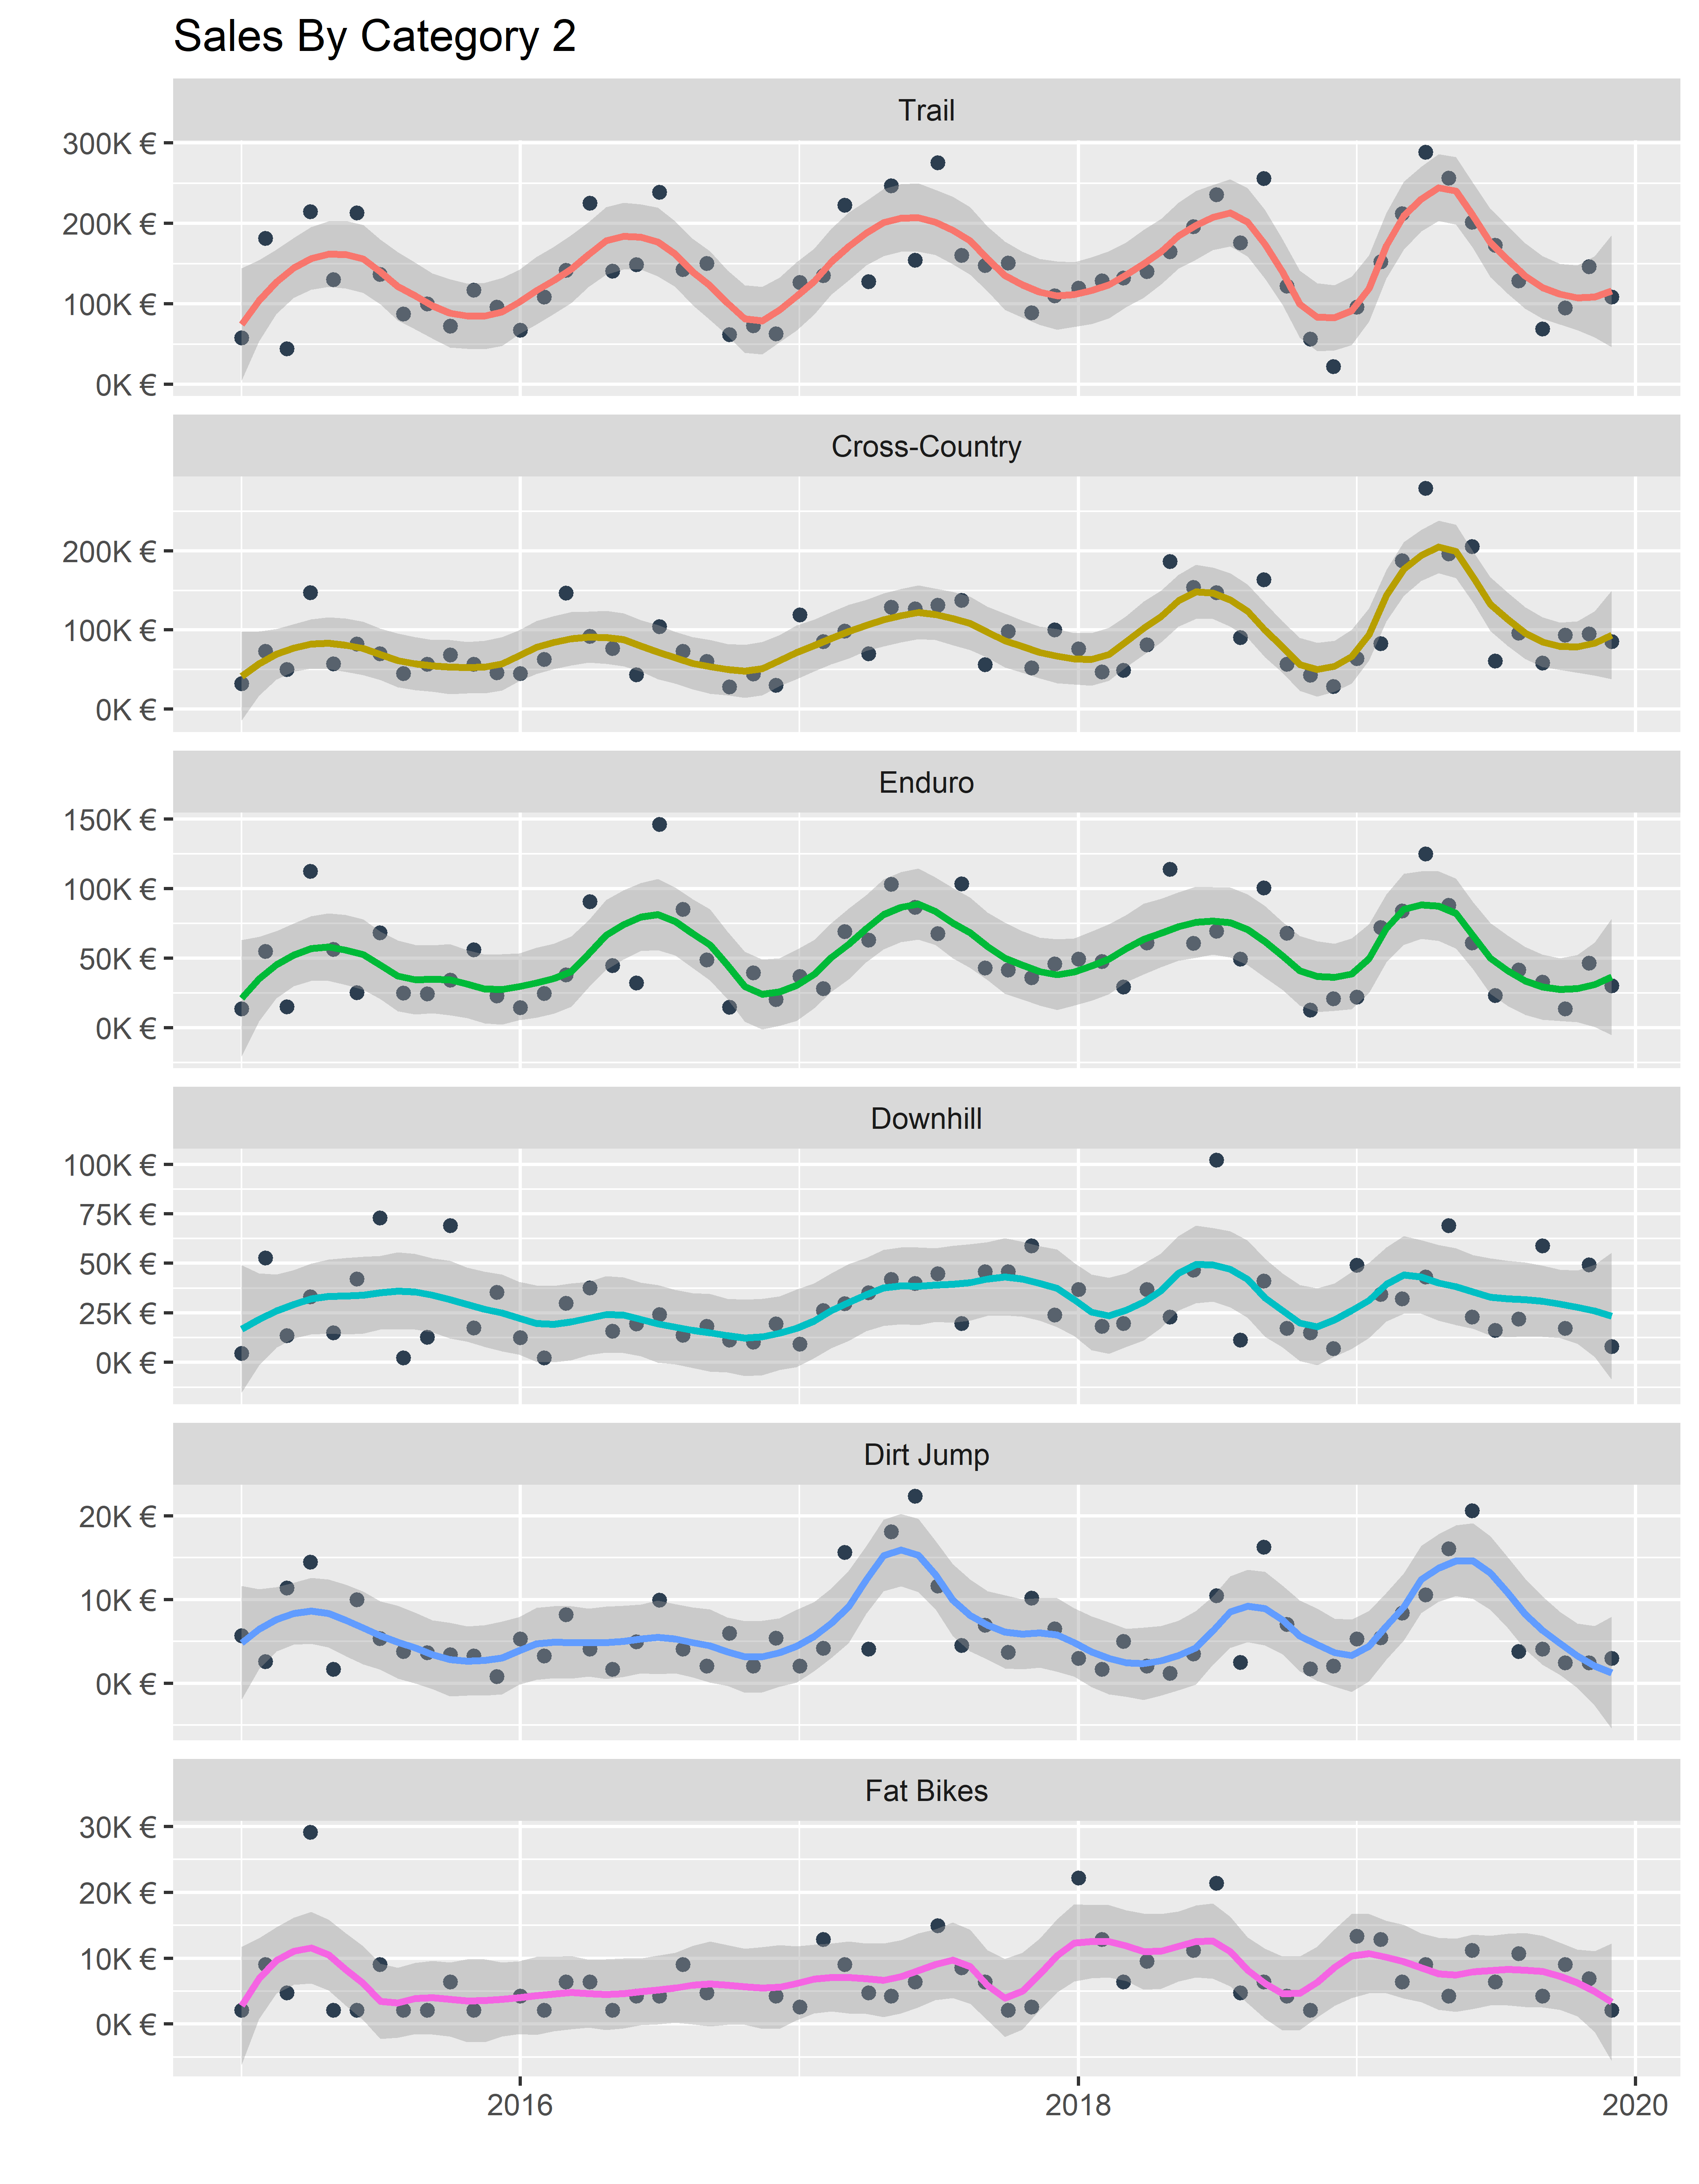 Sales By Category 2
Trail
300K €
200K €
100K €
0K €
Cross-Country
200K €
100K €
0K €
Enduro
150K €
100K €
50K €
0K €
Downhill
100K €
75K €
50K €
25K €
0K €
Dirt Jump
20K €
10K €
0K €
Fat Bikes
30K €
20K €
10K €
0K €
2016 2018 2020